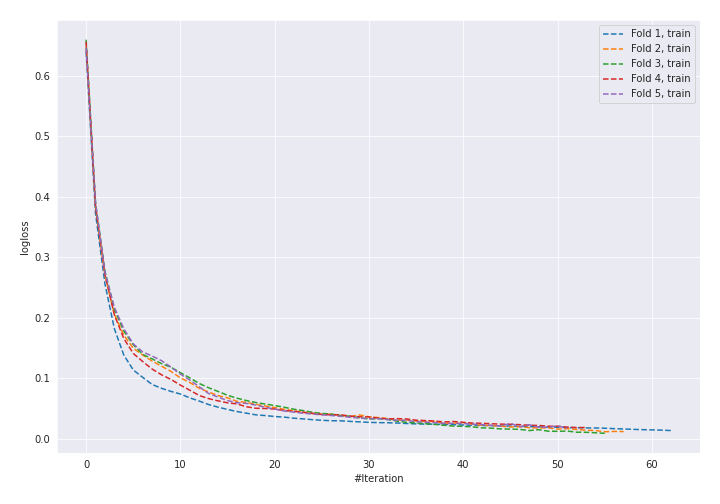 Fold 1, train
Fold 2, train
Fold 3, train
Fold 4, train
Fold 5, train
0.6
0.5
0.4
0.3
0.2
0.1
0.0
logloss
0 10 20 30 40 50 60
#Iteration